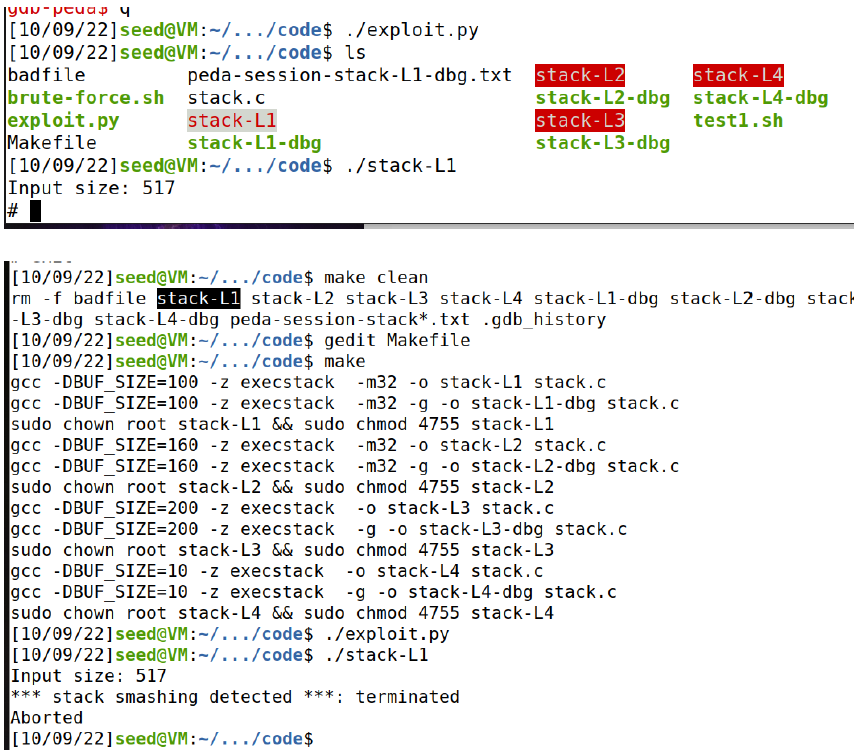 gdb-peda$ q
[10/09/22]seed@VM:~/.../code$ ./exploit.py
[10/09/22]seed@VM:~/.../code$ ls
badfile peda-session-stack-L1-dbg.txt stack-L2 stack-L4
brute-force.sh stack.c stack-L2-dbg stack-L4-dbg
exploit.py stack-L1 stack-L3 test1.sh
Makefile stack-L1-dbg stack-L3-dbg
[10/09/22]seed@VM:~/.../code$ ./stack-L1
Input size: 517
#
[10/09/22]seed@VM:~/.../code$ make clean
rm -f badfile stack-L1 stack-L2 stack-L3 stack-L4 stack-L1-dbg stack-L2-dbg stack
-L3-dbg stack-L4-dbg peda-session-stack*.txt .gdb_history
[10/09/22]seed@VM:~/.../code$ gedit Makefile
[10/09/22]seed@VM:~/.../code$ make
gcc -DBUF_SIZE=100 -z execstack  -m32 -o stack-L1 stack.c
gcc -DBUF_SIZE=100 -z execstack  -m32 -g -o stack-L1-dbg stack.c
sudo chown root stack-L1 && sudo chmod 4755 stack-L1
gcc -DBUF_SIZE=160 -z execstack  -m32 -o stack-L2 stack.c
gcc -DBUF_SIZE=160 -z execstack  -m32 -g -o stack-L2-dbg stack.c
sudo chown root stack-L2 && sudo chmod 4755 stack-L2
gcc -DBUF_SIZE=200 -z execstack  -o stack-L3 stack.c
gcc -DBUF_SIZE=200 -z execstack  -g -o stack-L3-dbg stack.c
sudo chown root stack-L3 && sudo chmod 4755 stack-L3
gcc -DBUF_SIZE=10 -z execstack  -o stack-L4 stack.c
gcc -DBUF_SIZE=10 -z execstack  -g -o stack-L4-dbg stack.c
sudo chown root stack-L4 && sudo chmod 4755 stack-L4
[10/09/22]seed@VM:~/.../code$ ./exploit.py
[10/09/22]seed@VM:~/.../code$ ./stack-L1
Input size: 517
*** stack smashing detected ***: terminated
Aborted
[10/09/22]seed@VM:~/.../code$